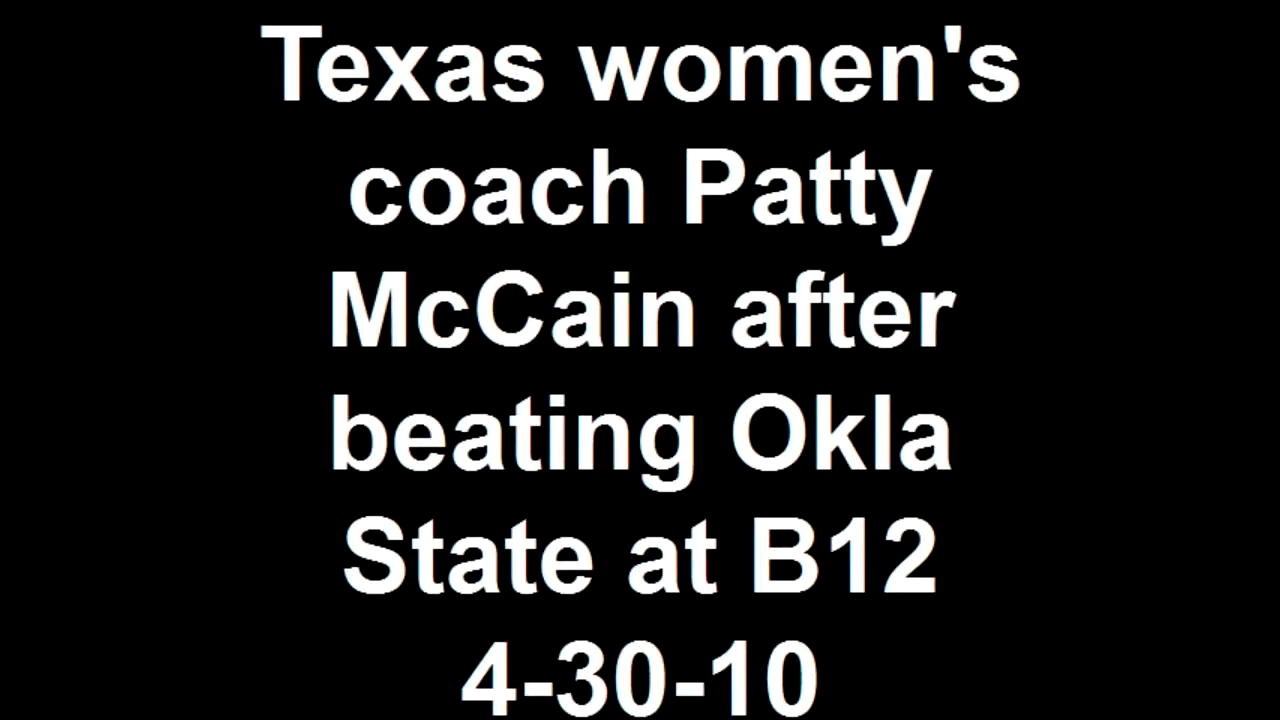 Texas women's
coach Patty
McCain after
beating Okla
State at B12
4-30-10